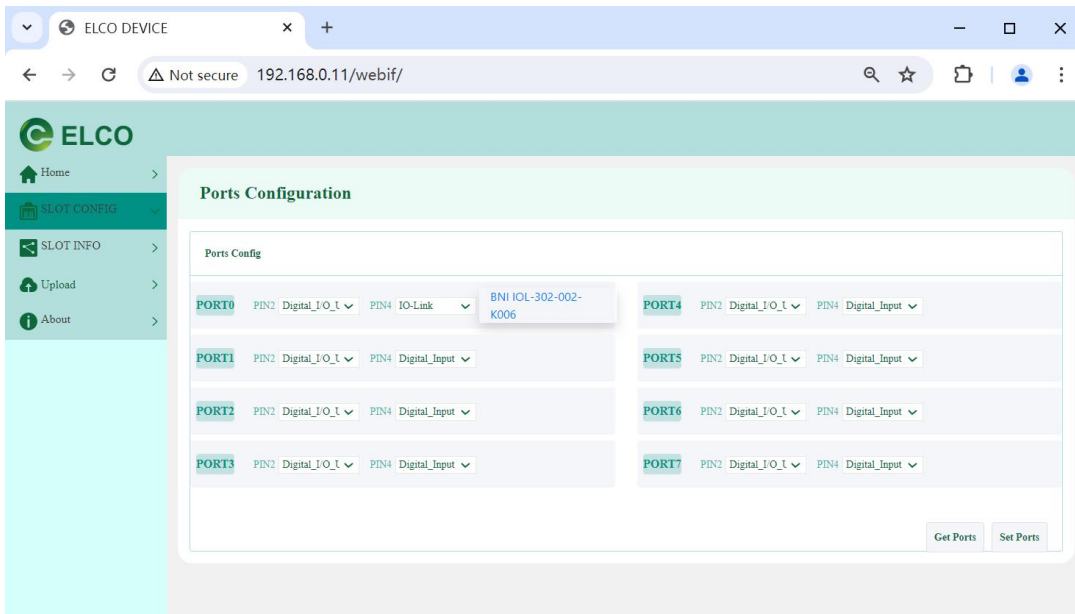 ELCO DEVICE
Not secure 192.168.0.11/webif/
ELCO
Home
SLOT CONFIG
SLOT INFO
Upload
About
Ports Configuration
Ports Config
PORT0 PIN2 Digital_I/O_U PIN4 IO-Link
BNI IOL-302-002-
K006
PORT4 PIN2 Digital_I/O_U PIN4 Digital_Input
PORT1 PIN2 Digital_I/O_U PIN4 Digital_Input
PORT5 PIN2 Digital_I/O_U PIN4 Digital_Input
PORT2 PIN2 Digital_I/O_U PIN4 Digital_Input
PORT6 PIN2 Digital_I/O_U PIN4 Digital_Input
PORT3 PIN2 Digital_I/O_U PIN4 Digital_Input
PORT7 PIN2 Digital_I/O_U PIN4 Digital_Input
Get Ports Set Ports